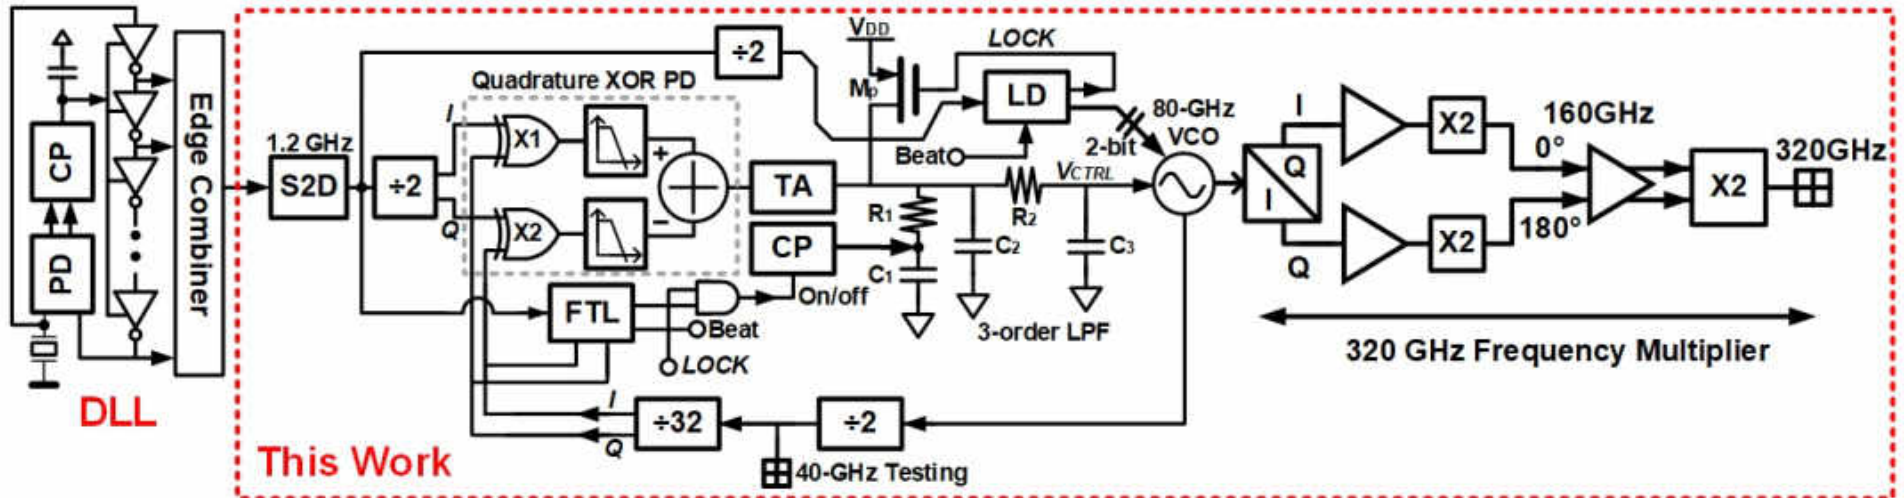 DLL
PD
CP
Edge Combiner
This Work
1.2 GHz
S2D
÷2
÷2
Quadrature XOR PD
I
Q
X1
X2
+
−
TA
CP
On/off
FTL
Beat
LOCK
VDD
Mp
LOCK
LD
Beat
2-bit
80-GHz
VCO
VCTRL
R1
C1
C2
R2
C3
3-order LPF
÷32
I
Q
÷2
40-GHz Testing
Q
I
I
Q
X2
X2
160GHz
0°
180°
X2
320GHz
320 GHz Frequency Multiplier